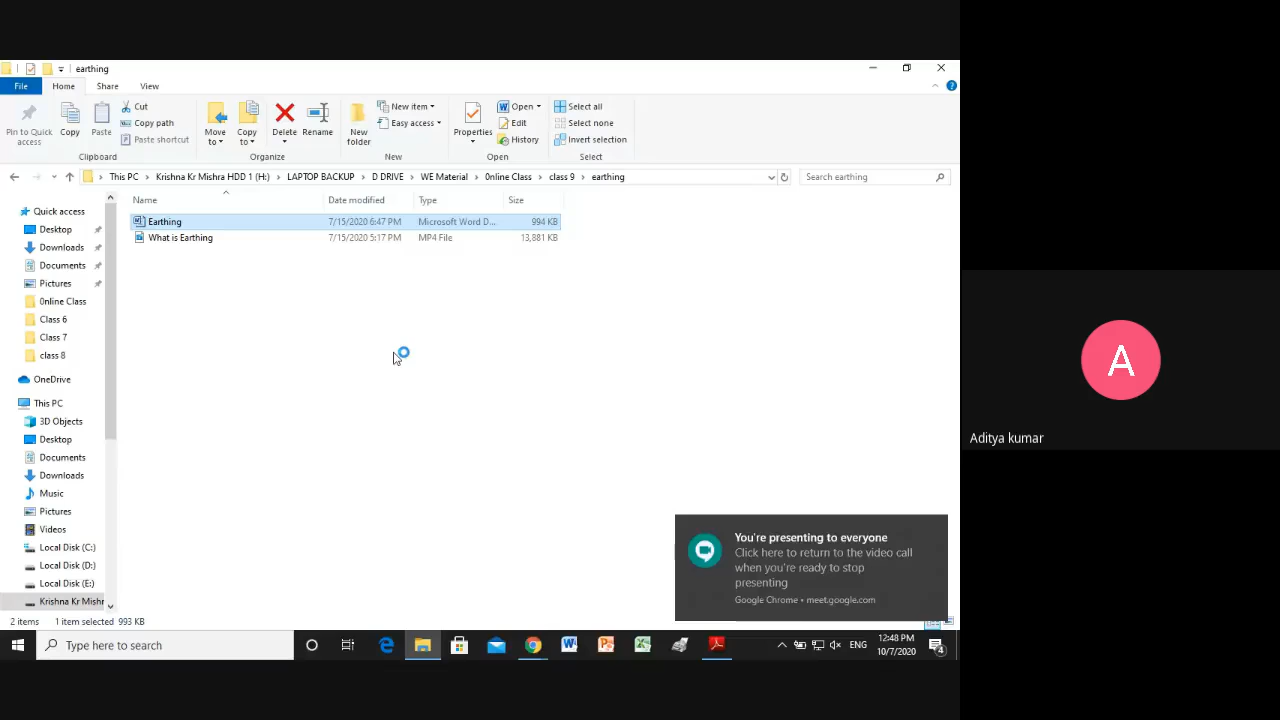 earthing
File Home Share View
Pin to Quick access
Copy
Paste
Cut
Copy path
Paste shortcut
Clipboard
Move to
Copy to
Delete
Rename
Organize
New folder
New item
Easy access
New
Properties
Open
Edit
History
Open
Select all
Select none
Invert selection
Select
This PC > Krishna Kr Mishra HDD 1 (H:) > LAPTOP BACKUP > D DRIVE > WE Material > 0nline Class > class 9 > earthing
Search earthing
Name Date modified Type Size
Earthing 7/15/2020 6:47 PM Microsoft Word D... 994 KB
What is Earthing 7/15/2020 5:17 PM MP4 File 13,881 KB
Quick access
Desktop
Downloads
Documents
Pictures
0nline Class
Class 6
Class 7
class 8
OneDrive
This PC
3D Objects
Desktop
Documents
Downloads
Music
Pictures
Videos
Local Disk (C:)
Local Disk (D:)
Local Disk (E:)
Krishna Kr Mishr
2 items 1 item selected 993 KB
You're presenting to everyone
Click here to return to the video call
when you're ready to stop
presenting
Google Chrome • meet.google.com
Type here to search
ENG
12:48 PM
10/7/2020
4
A
Aditya kumar